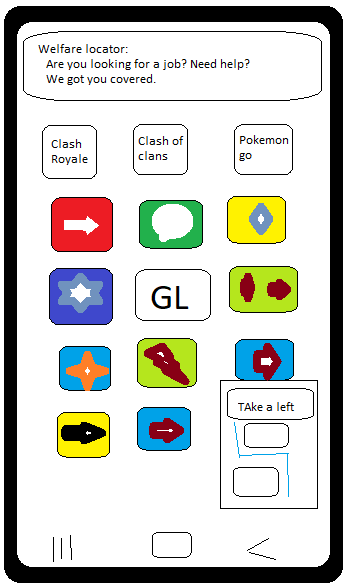 Welfare locator:
Are you looking for a job? Need help?
We got you covered.
Clash
Royale
Clash of
clans
Pokemon
go
GL
TAke a left